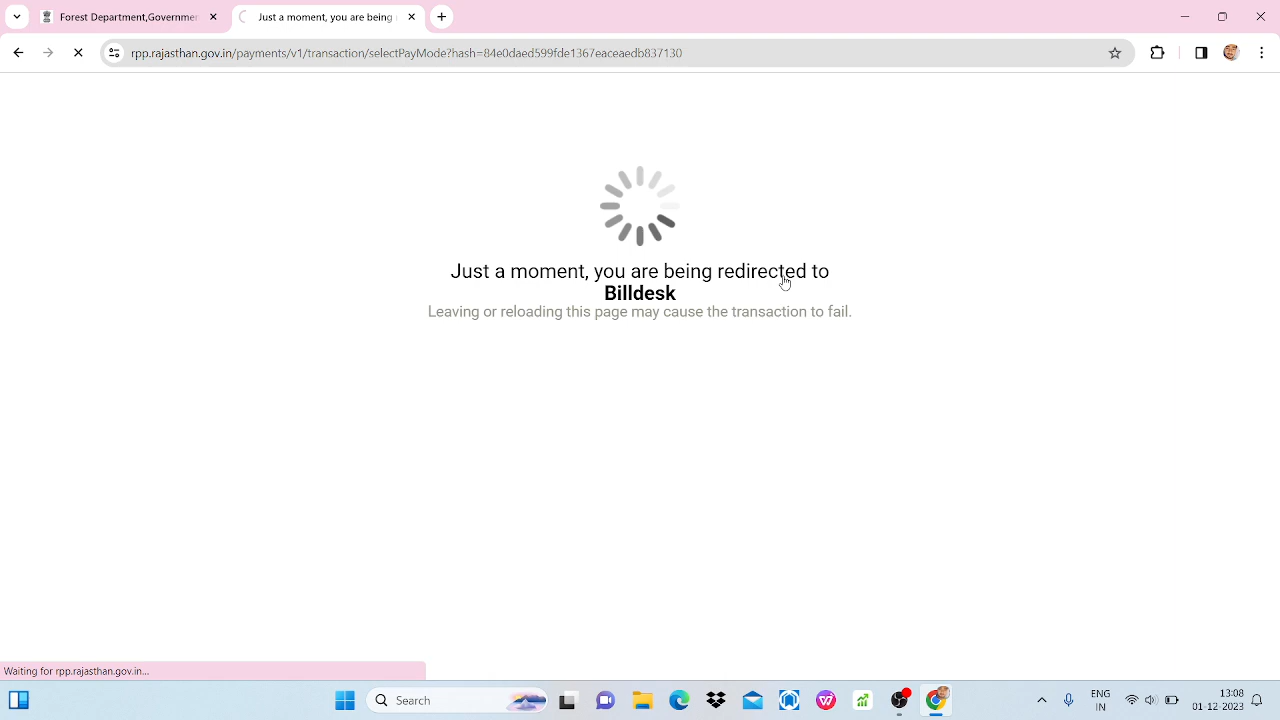 Forest Department,Governmen
Just a moment, you are being
rpp.rajasthan.gov.in/payments/v1/transaction/selectPayMode?hash=84e0daed599fde1367eaceaedb837130
Just a moment, you are being redirected to
Billdesk
Leaving or reloading this page may cause the transaction to fail.
Waiting for rpp.rajasthan.gov.in...
Search
ENG
IN
13:08
01-12-2023